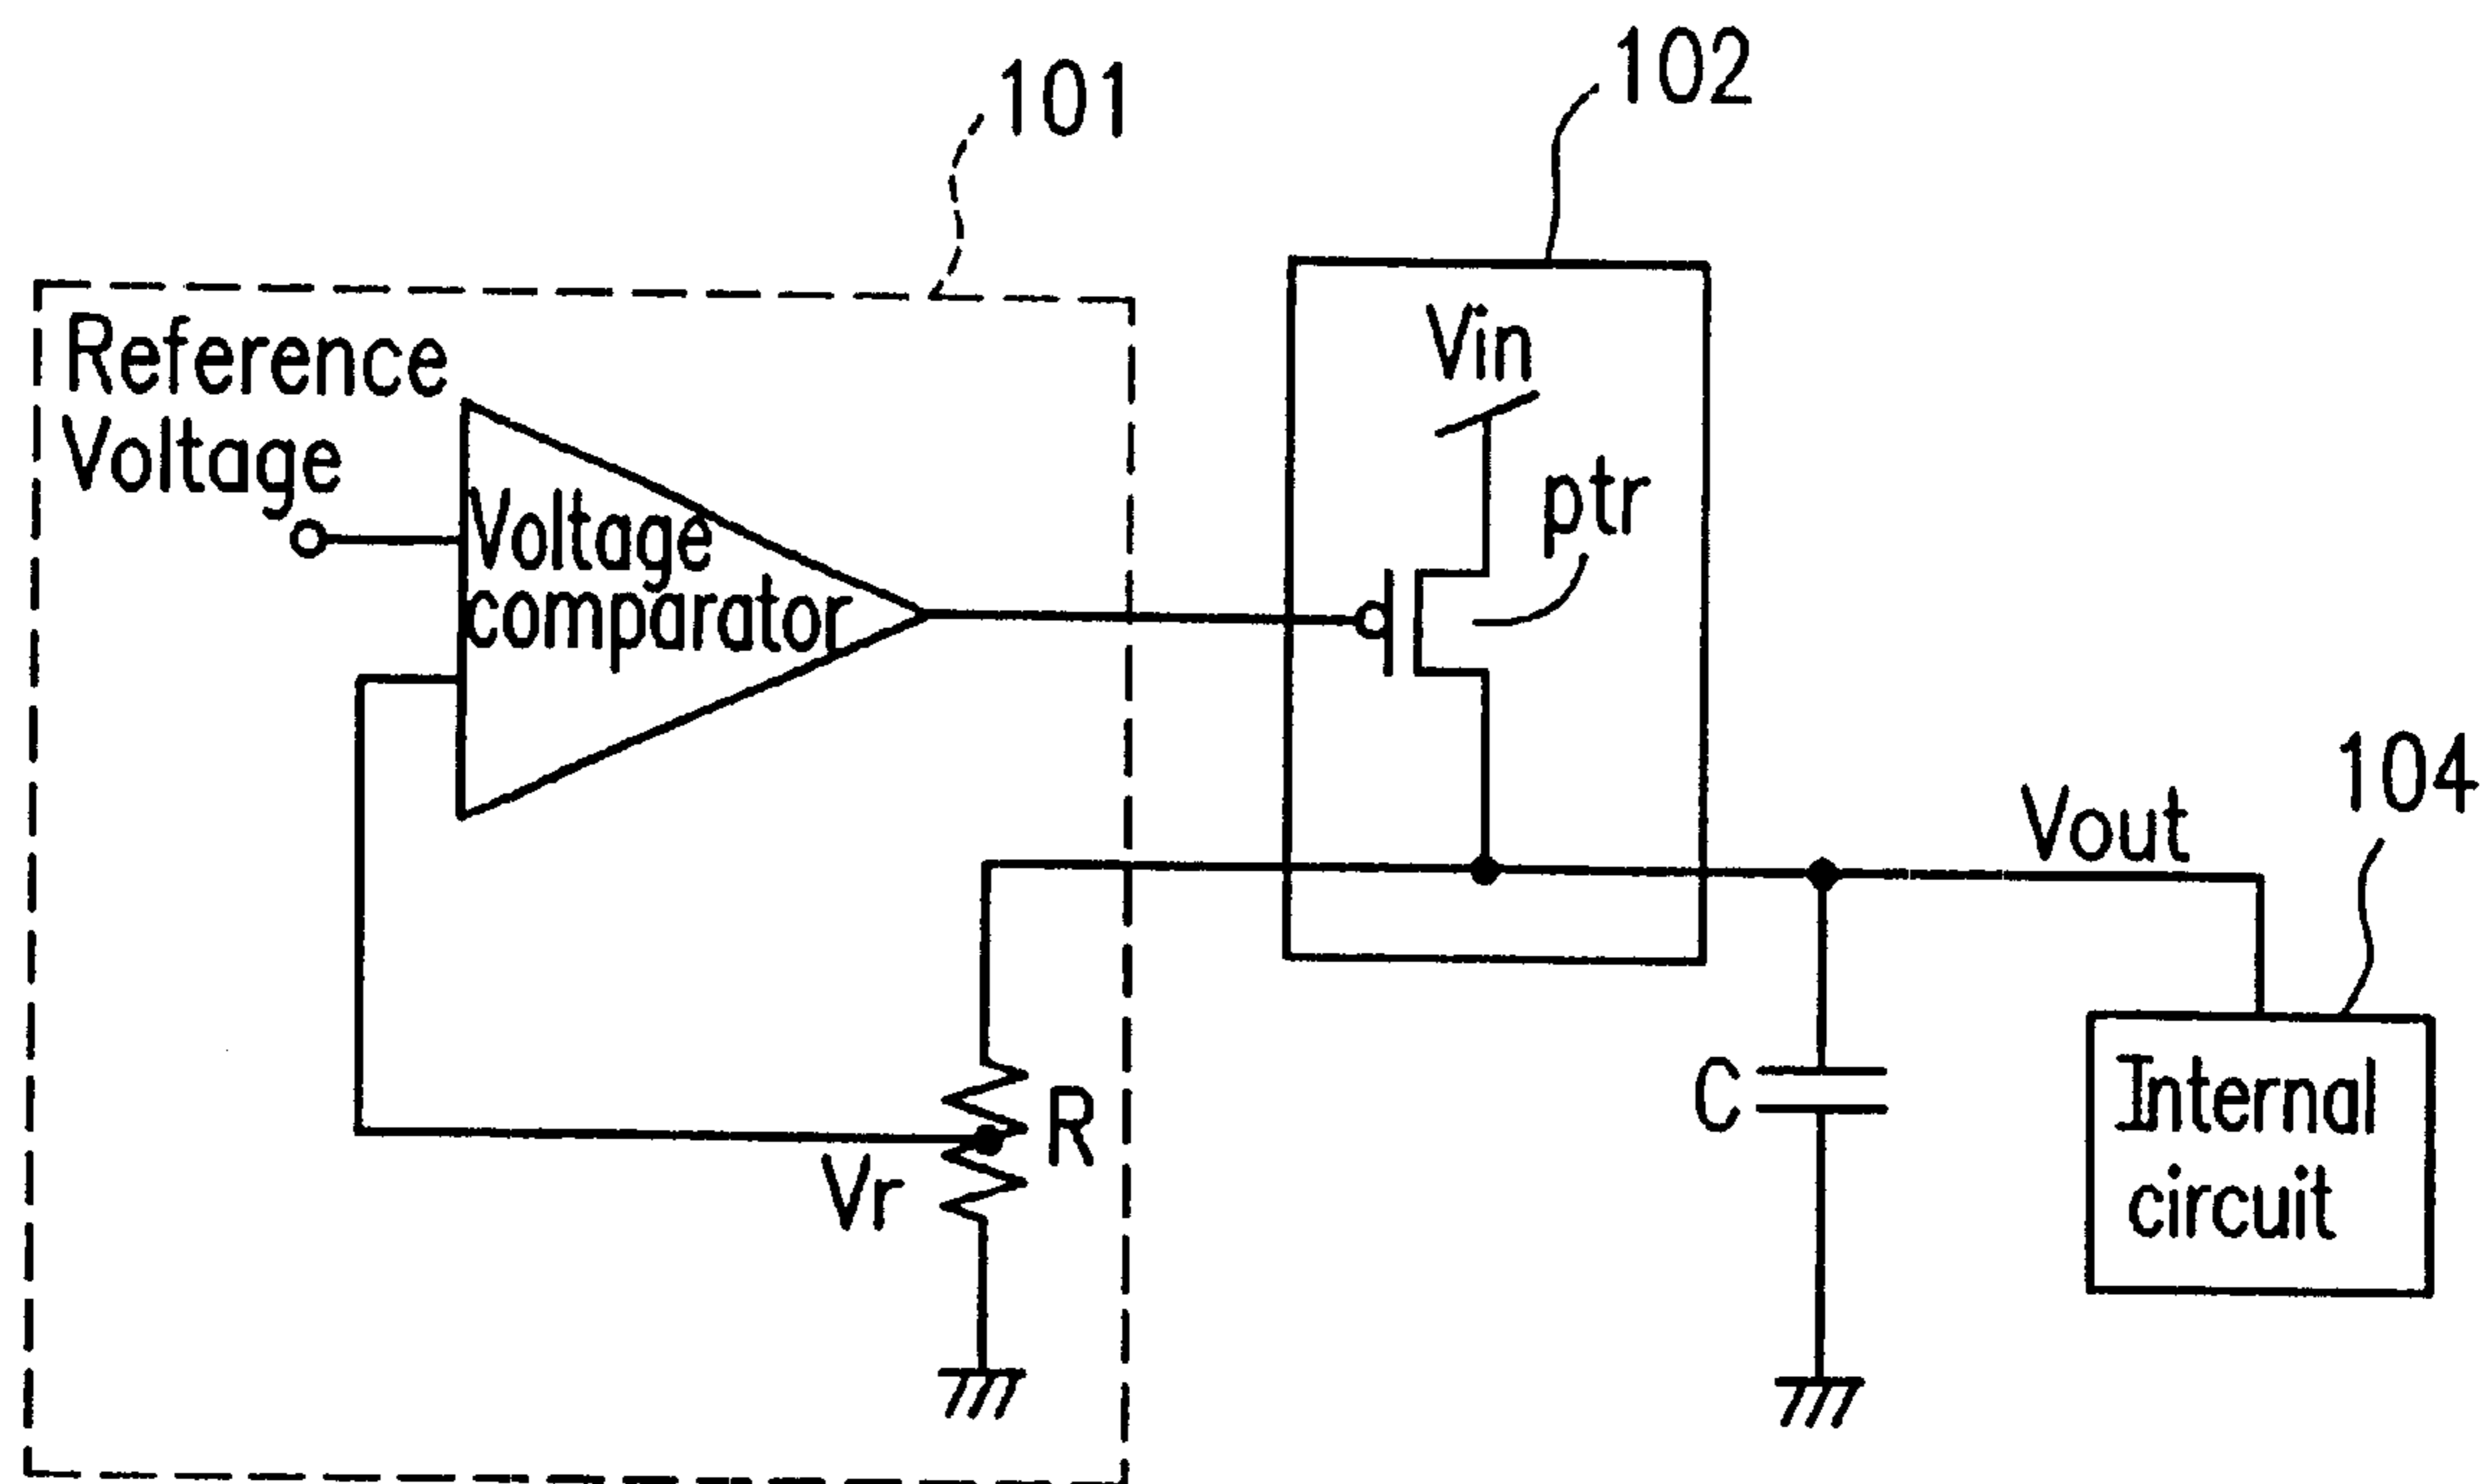 101
102
Reference
Voltage
Voltage
comparator
Vin
ptr
104
Vout
C
R
Vr
Internal
circuit